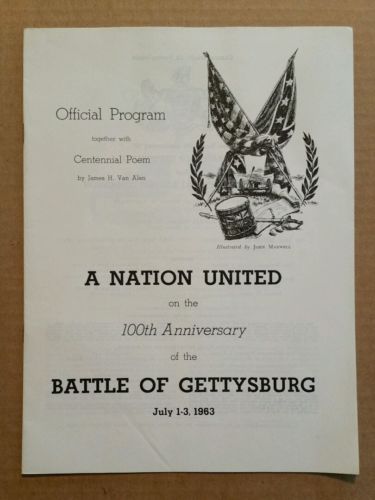 Official Program
together with
Centennial Poem
by James H. Van Alen
Illustrated by JOHN MAXWELL
A NATION UNITED
on the
100th Anniversary
of the
BATTLE OF GETTYSBURG
July 1-3, 1963